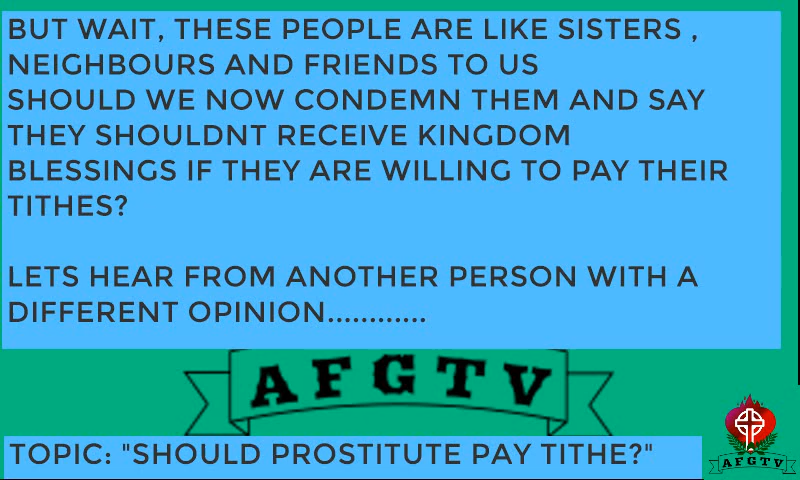 BUT WAIT, THESE PEOPLE ARE LIKE SISTERS ,
NEIGHBOURS AND FRIENDS TO US
SHOULD WE NOW CONDEMN THEM AND SAY
THEY SHOULDNT RECEIVE KINGDOM
BLESSINGS IF THEY ARE WILLING TO PAY THEIR
TITHES?
LETS HEAR FROM ANOTHER PERSON WITH A
DIFFERENT OPINION............
AFGTV
TOPIC: "SHOULD PROSTITUTE PAY TITHE?"
AFGTV